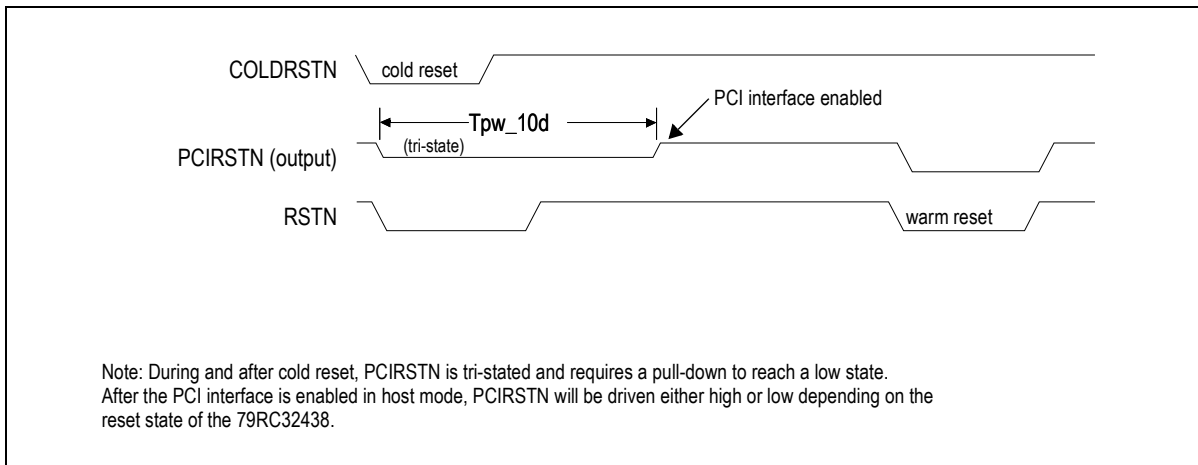 COLDRSTN
cold reset
PCI interface enabled
Tpw_10d
(tri-state)
PCIRSTN (output)
RSTN
warm reset
Note: During and after cold reset, PCIRSTN is tri-stated and requires a pull-down to reach a low state.
After the PCI interface is enabled in host mode, PCIRSTN will be driven either high or low depending on the
reset state of the 79RC32438.